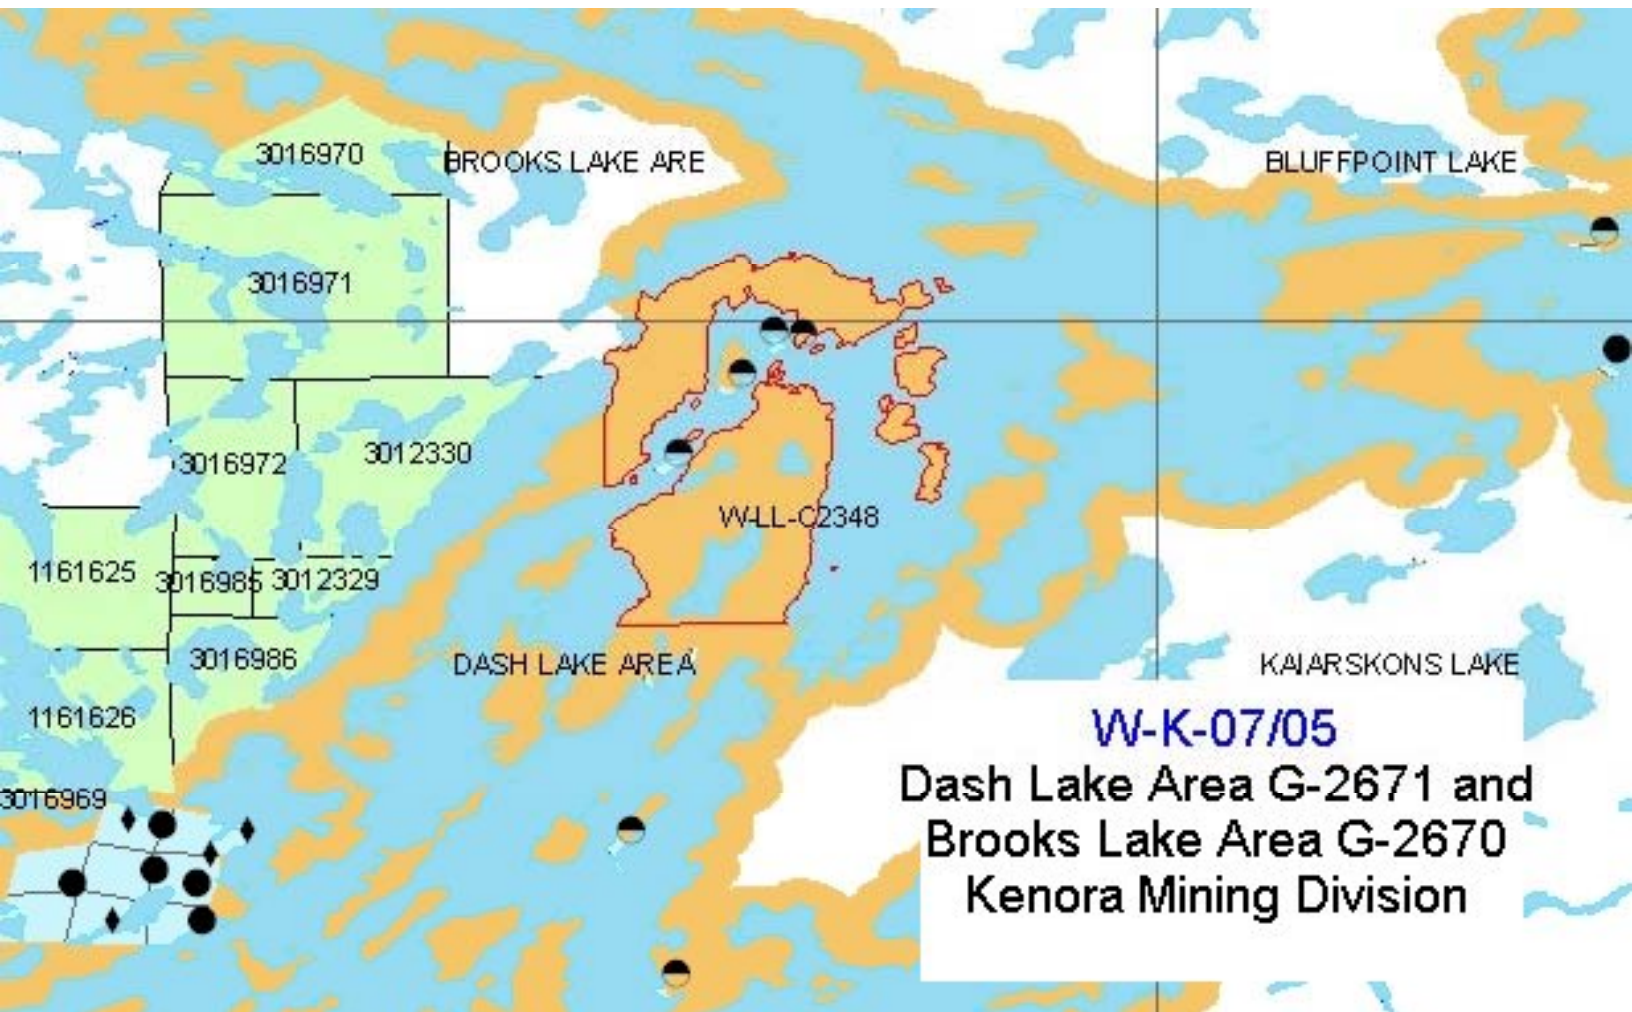 3016970
BROOKS LAKE ARE
BLUFFPOINT LAKE
3016971
3016972
3012330
W-LL-C2348
1161625
3016985
3012329
3016986
DASH LAKE AREA
KAIARSKONS LAKE
1161626
W-K-07/05
Dash Lake Area G-2671 and
Brooks Lake Area G-2670
Kenora Mining Division
3016969